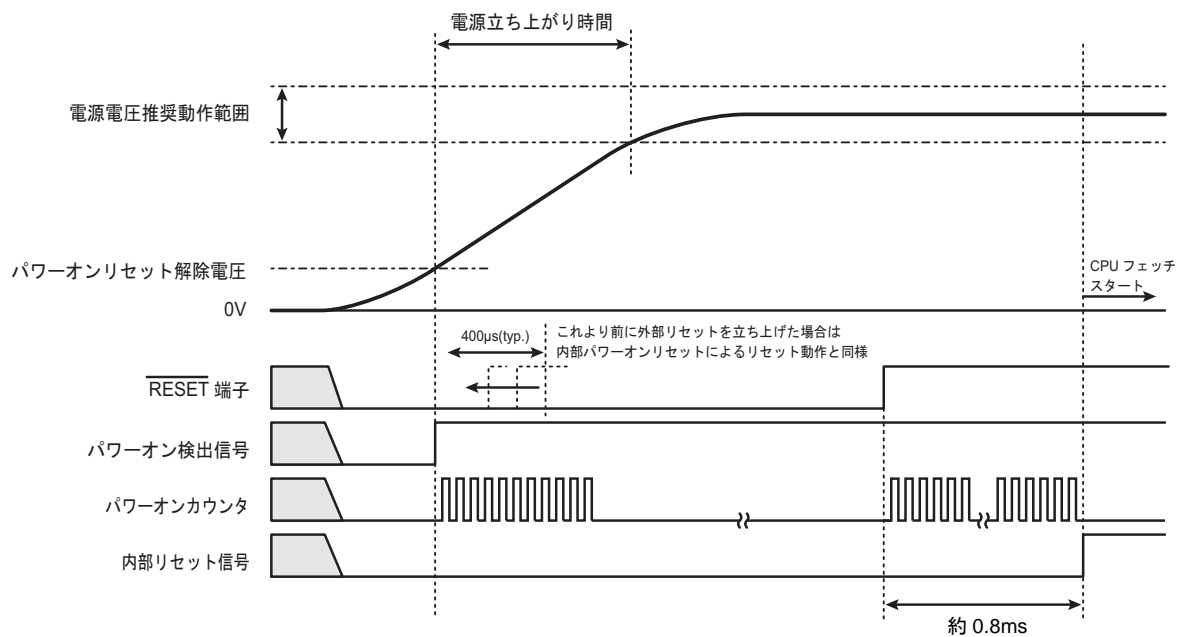 電源立ち上がり時間
電源電圧推奨動作範囲
パワーオンリセット解除電圧
CPU フェッチ
スタート
0V
400μs(typ.)
これより前に外部リセットを立ち上げた場合は
内部パワーオンリセットによるリセット動作と同様
RESET 端子
パワーオン検出信号
パワーオンカウンタ
内部リセット信号
約 0.8ms